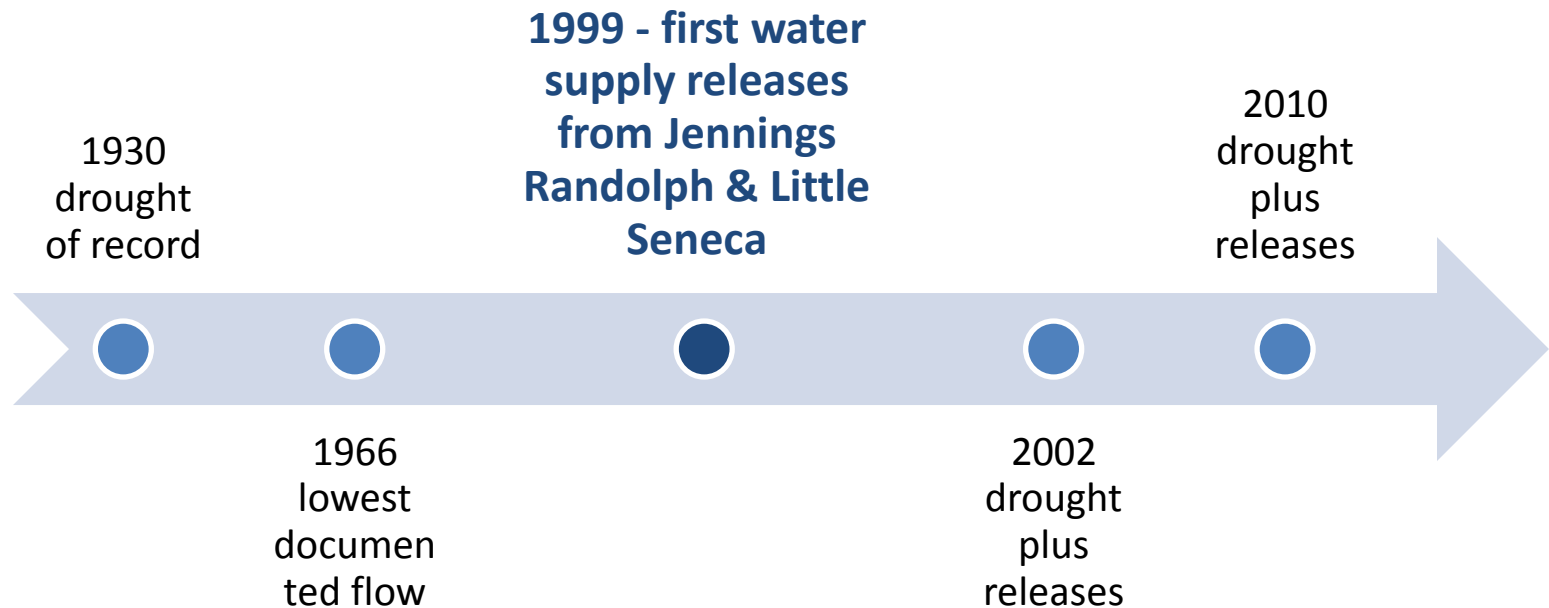 1930
drought
of record
1966
lowest
documen
ted flow
1999 - first water
supply releases
from Jennings
Randolph & Little
Seneca
2002
drought
plus
releases
2010
drought
plus
releases